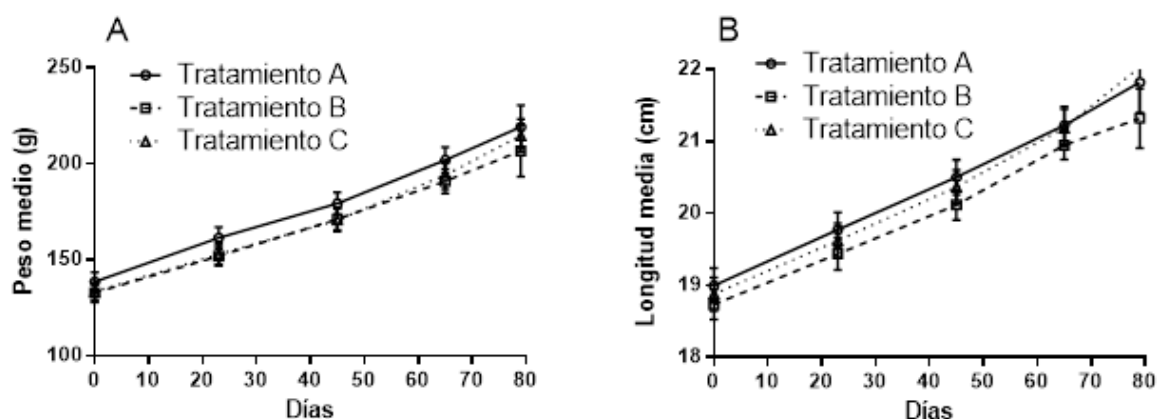 A
Tratamiento A
Tratamiento B
Tratamiento C
Peso medio (g)
250
200
150
100
0 10 20 30 40 50 60 70 80
Días
B
Tratamiento A
Tratamiento B
Tratamiento C
Longitud media (cm)
22
21
20
19
18
0 10 20 30 40 50 60 70 80
Días